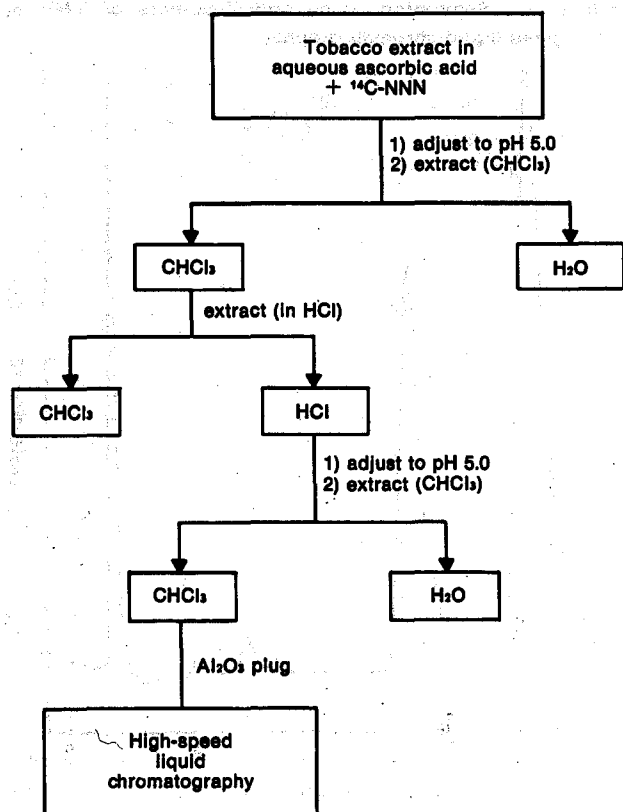 Tobacco extract in
aqueous ascorbic acid
+ ¹⁴C-NNN
1) adjust to pH 5.0
2) extract (CHCl₃)
CHCl₃
H₂O
extract (in HCl)
CHCl₃
HCl
1) adjust to pH 5.0
2) extract (CHCl₃)
CHCl₃
H₂O
Al₂O₃ plug
High-speed
liquid
chromatography